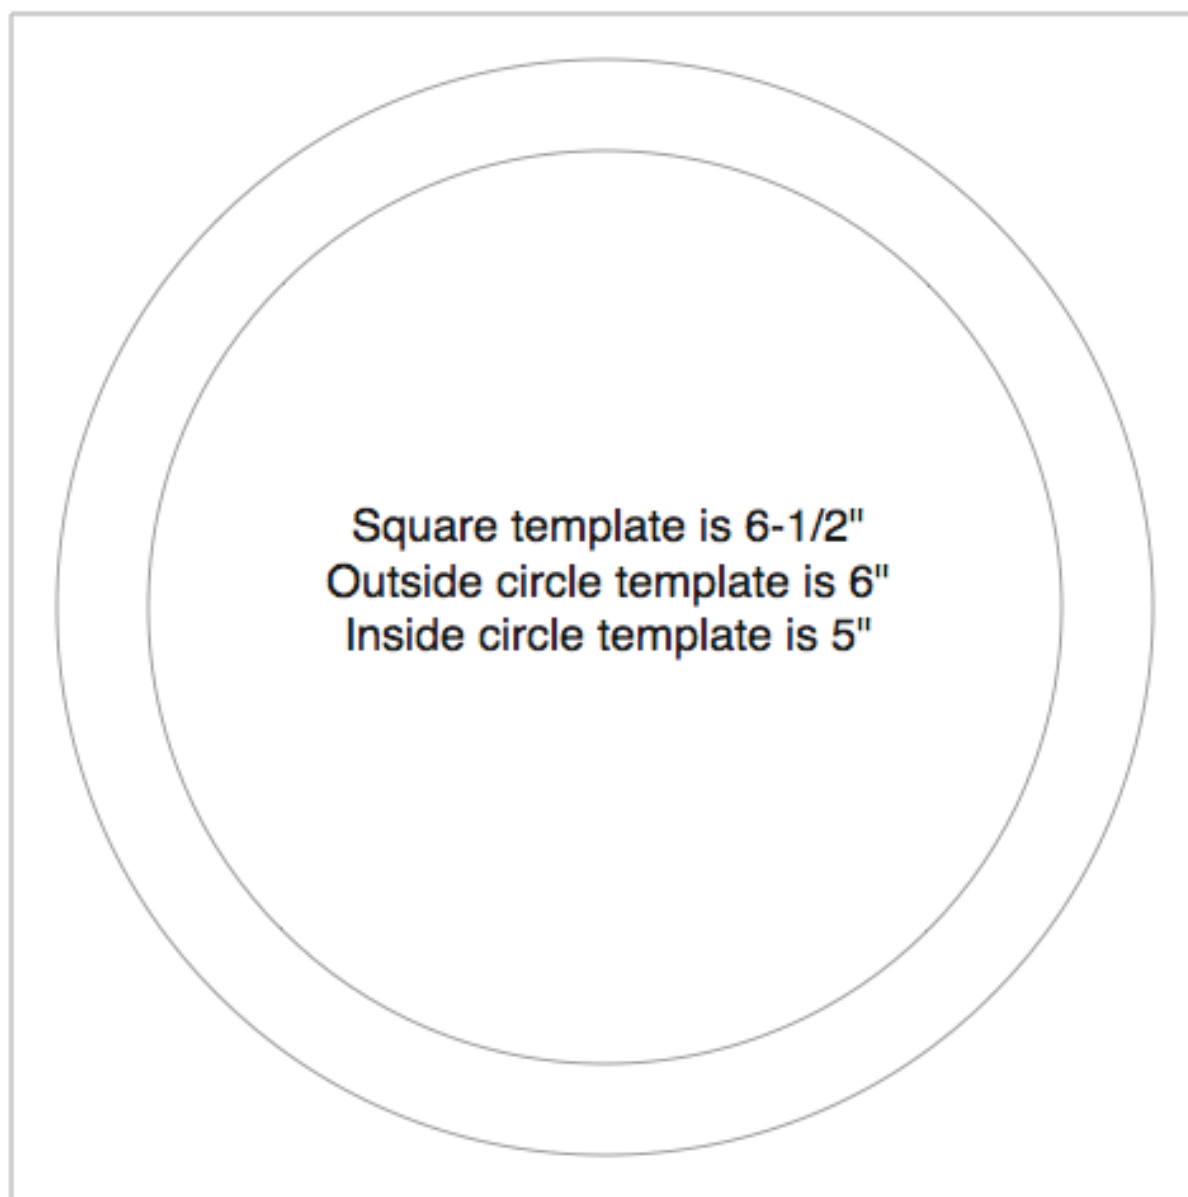 Square template is 6-1/2"
Outside circle template is 6"
Inside circle template is 5"